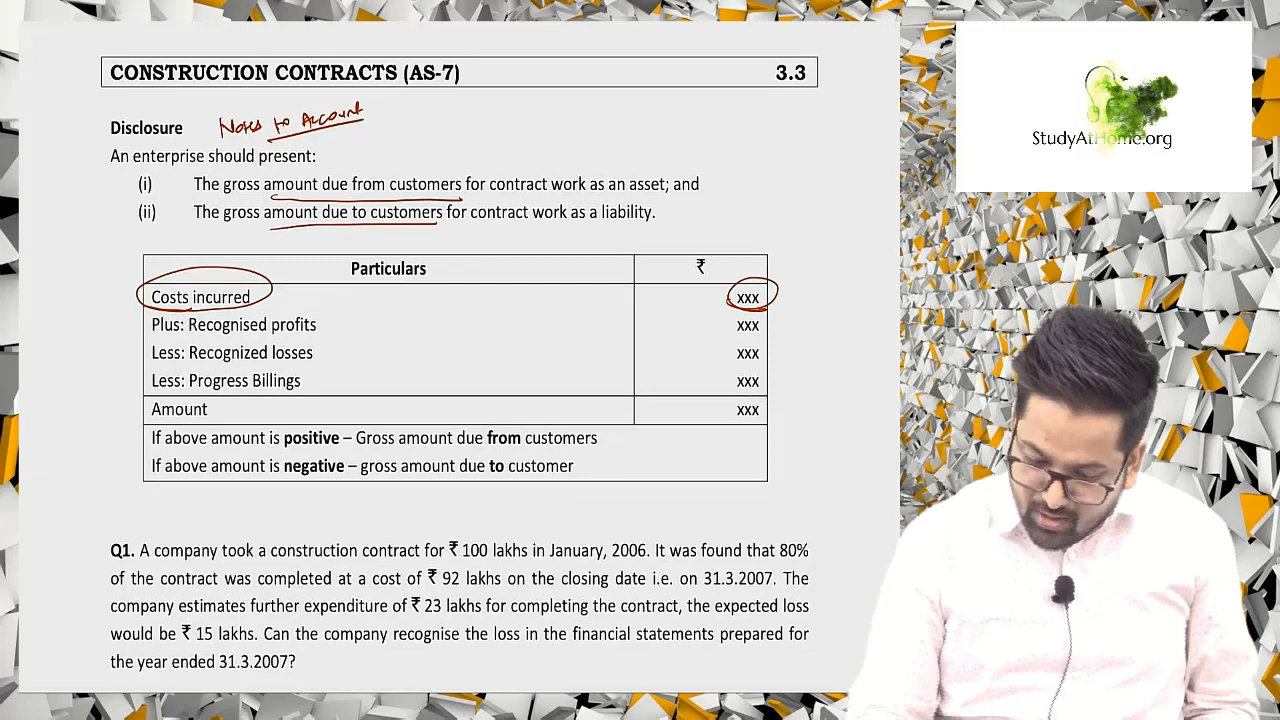 CONSTRUCTION CONTRACTS (AS-7) 3.3
Disclosure Notes to Account
An enterprise should present:
(i) The gross amount due from customers for contract work as an asset; and
(ii) The gross amount due to customers for contract work as a liability.
Particulars ₹
Costs incurred xxx
Plus: Recognised profits xxx
Less: Recognized losses xxx
Less: Progress Billings xxx
Amount xxx
If above amount is positive – Gross amount due from customers
If above amount is negative – gross amount due to customer
Q1. A company took a construction contract for ₹ 100 lakhs in January, 2006. It was found that 80%
of the contract was completed at a cost of ₹ 92 lakhs on the closing date i.e. on 31.3.2007. The
company estimates further expenditure of ₹ 23 lakhs for completing the contract, the expected loss
would be ₹ 15 lakhs. Can the company recognise the loss in the financial statements prepared for
the year ended 31.3.2007?
StudyAtHome.org